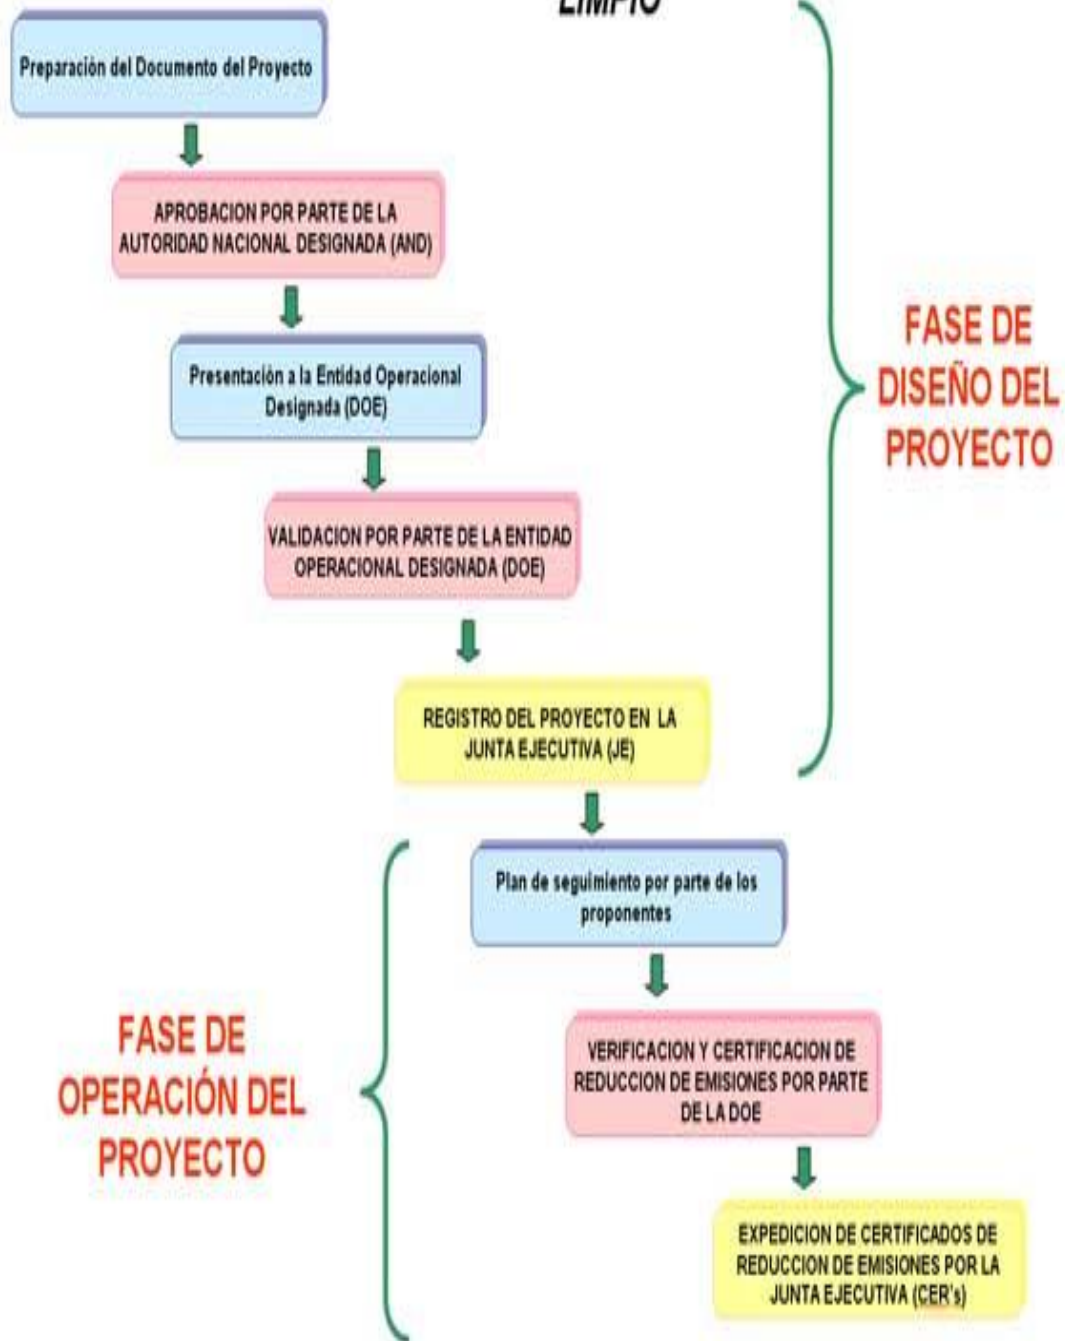 LIMPIO
Preparación del Documento del Proyecto
APROBACION POR PARTE DE LA
AUTORIDAD NACIONAL DESIGNADA (AND)
Presentación a la Entidad Operacional
Designada (DOE)
VALIDACION POR PARTE DE LA ENTIDAD
OPERACIONAL DESIGNADA (DOE)
REGISTRO DEL PROYECTO EN LA
JUNTA EJECUTIVA (JE)
FASE DE
DISEÑO DEL
PROYECTO
Plan de seguimiento por parte de los
proponentes
VERIFICACION Y CERTIFICACION DE
REDUCCION DE EMISIONES POR PARTE
DE LA DOE
EXPEDICION DE CERTIFICADOS DE
REDUCCION DE EMISIONES POR LA
JUNTA EJECUTIVA (CER's)
FASE DE
OPERACIÓN DEL
PROYECTO